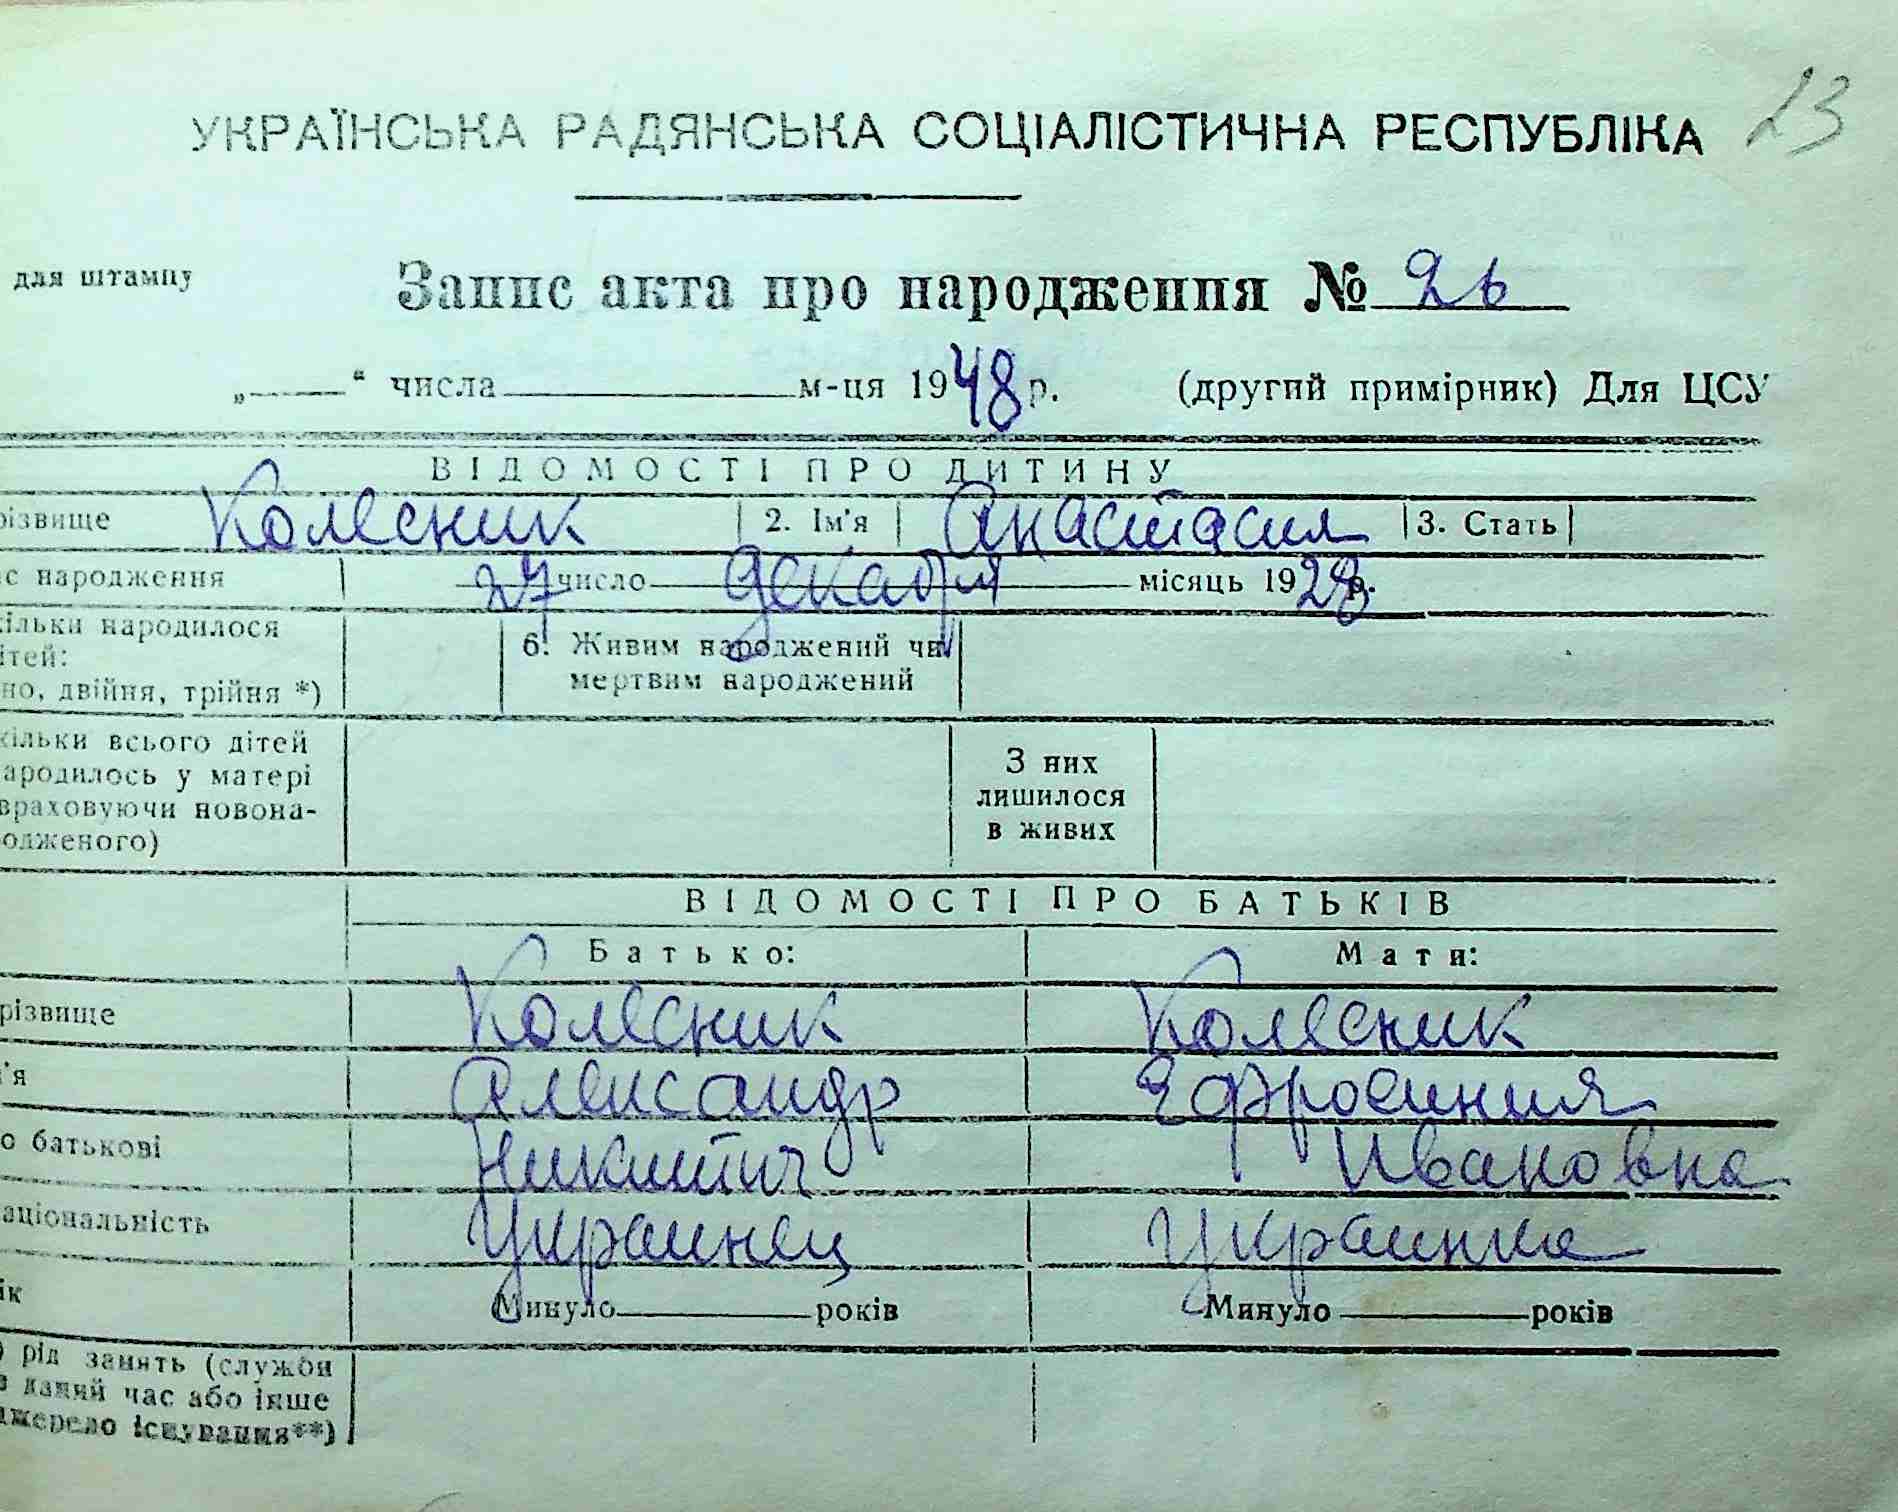 23
УКРАЇНСЬКА РАДЯНСЬКА СОЦІАЛІСТИЧНА РЕСПУБЛІКА
для штампу
Запис акта про народження № 26
„ “ числа м-ця 1948 р. (другий примірник) Для ЦСУ
ВІДОМОСТІ ПРО ДИТИНУ
різвище Колесник 2. Ім'я Анастасия 3. Стать
с народження 27 число декабря місяць 1928 р.
кільки народилося
ітей:
но, двійня, трійня *)
6. Живим народжений чи
мертвим народжений
кільки всього дітей
ародилось у матері
враховуючи новона-
одженого)
З них
лишилося
в живих
ВІДОМОСТІ ПРО БАТЬКІВ
Батько: Мати:
різвище Колесник Колесник
'я Александр Ефросиния
о батькові Никитич Ивановна
аціональність Украинец Украинка
ік Минуло років Минуло років
) рід занять (служби
в даний час або інше
джерело існування**)